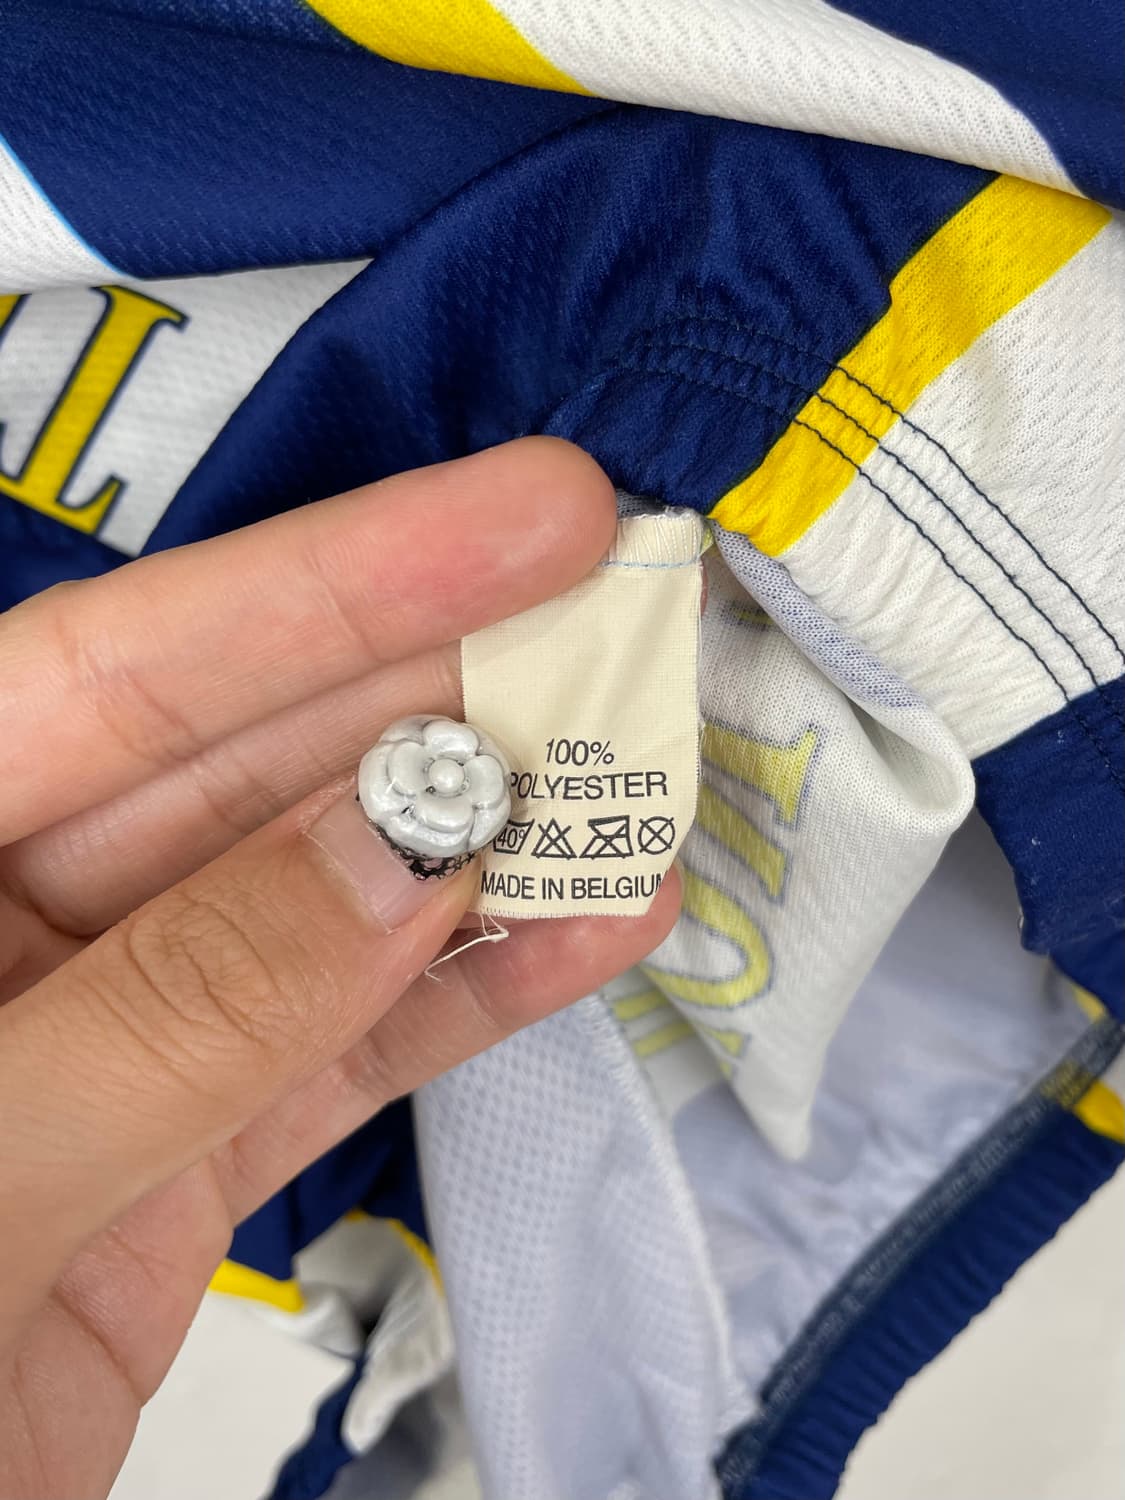 100%
POLYESTER
40°
MADE IN BELGIUM